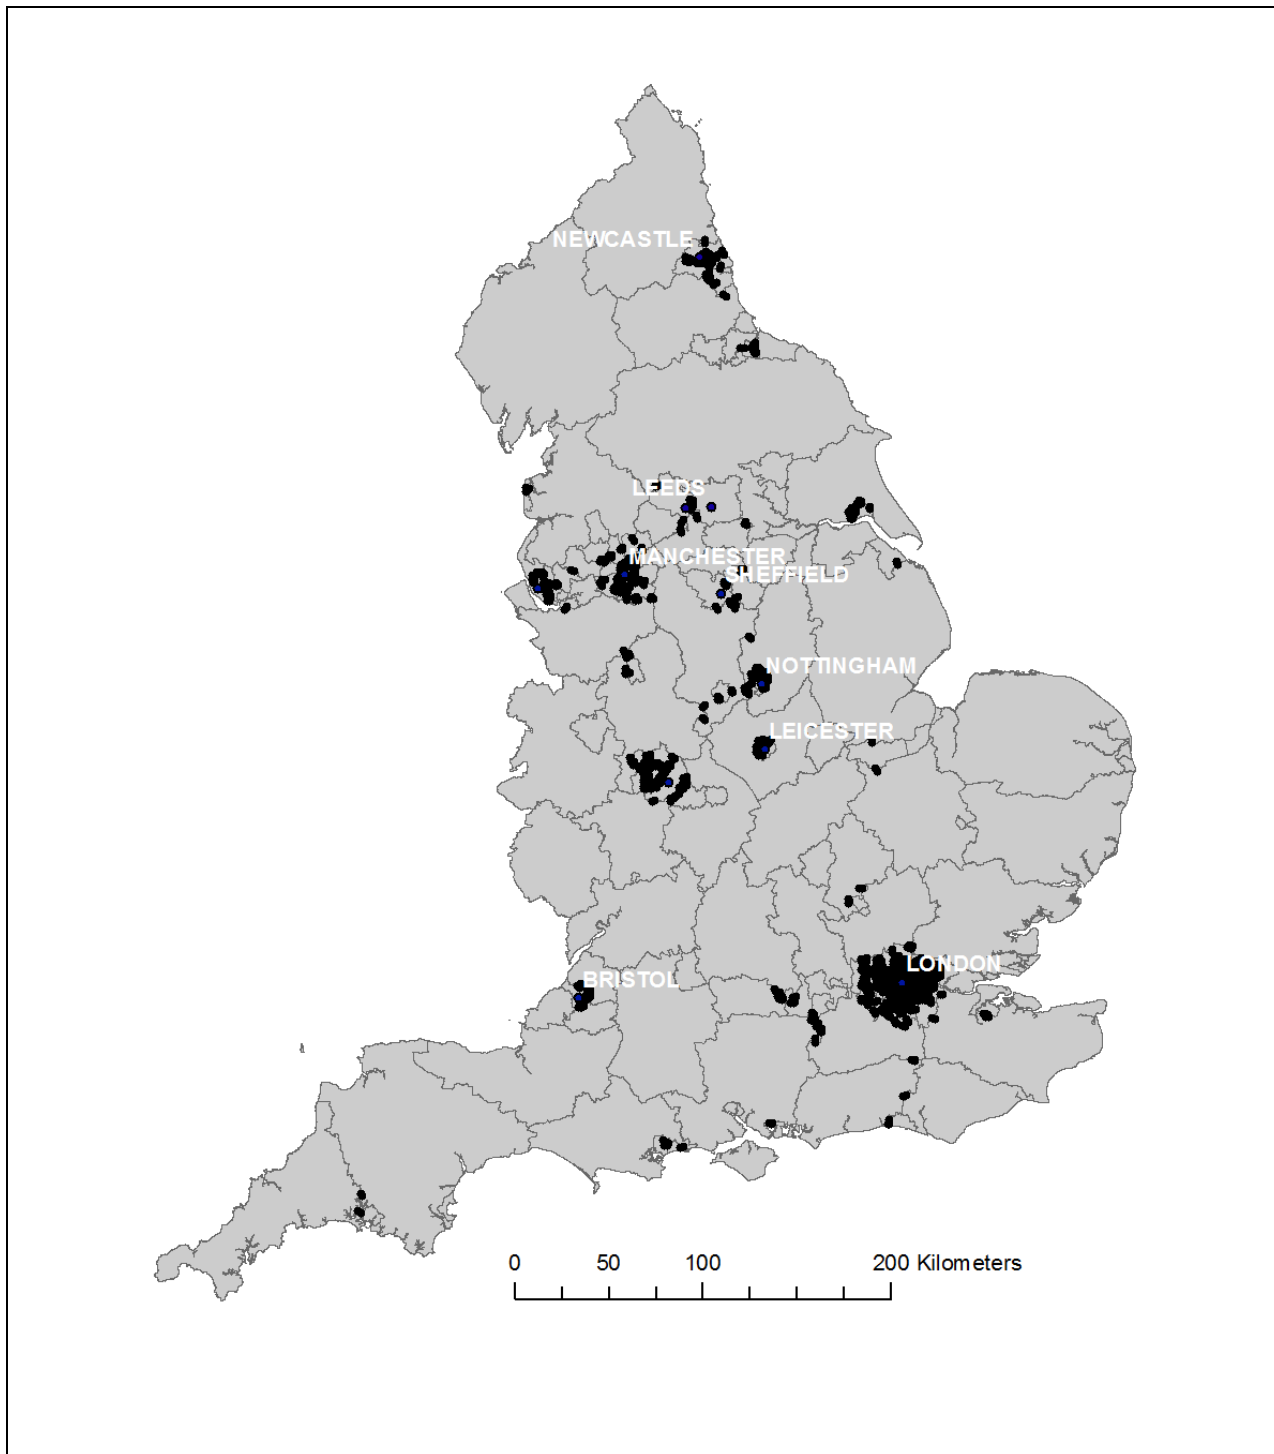 NEWCASTLE
LEEDS
MANCHESTER
SHEFFIELD
NOTTINGHAM
LEICESTER
LONDON
BRISTOL
0 50 100 200 Kilometers